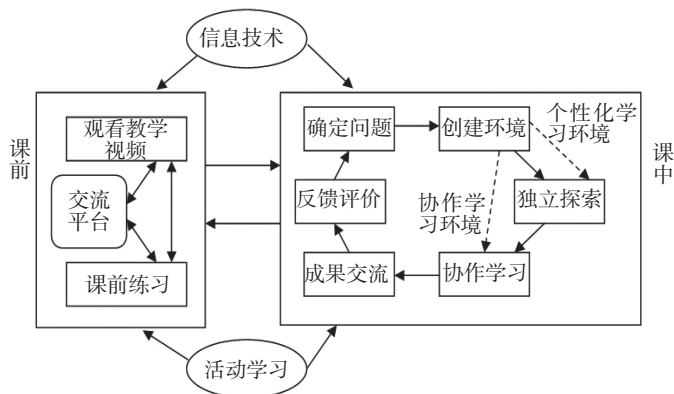 信息技术
课前
观看教学
视频
交流
平台
课前练习
确定问题
创建环境
个性化学
习环境
反馈评价
协作学
习环境
独立探索
成果交流
协作学习
课中
活动学习